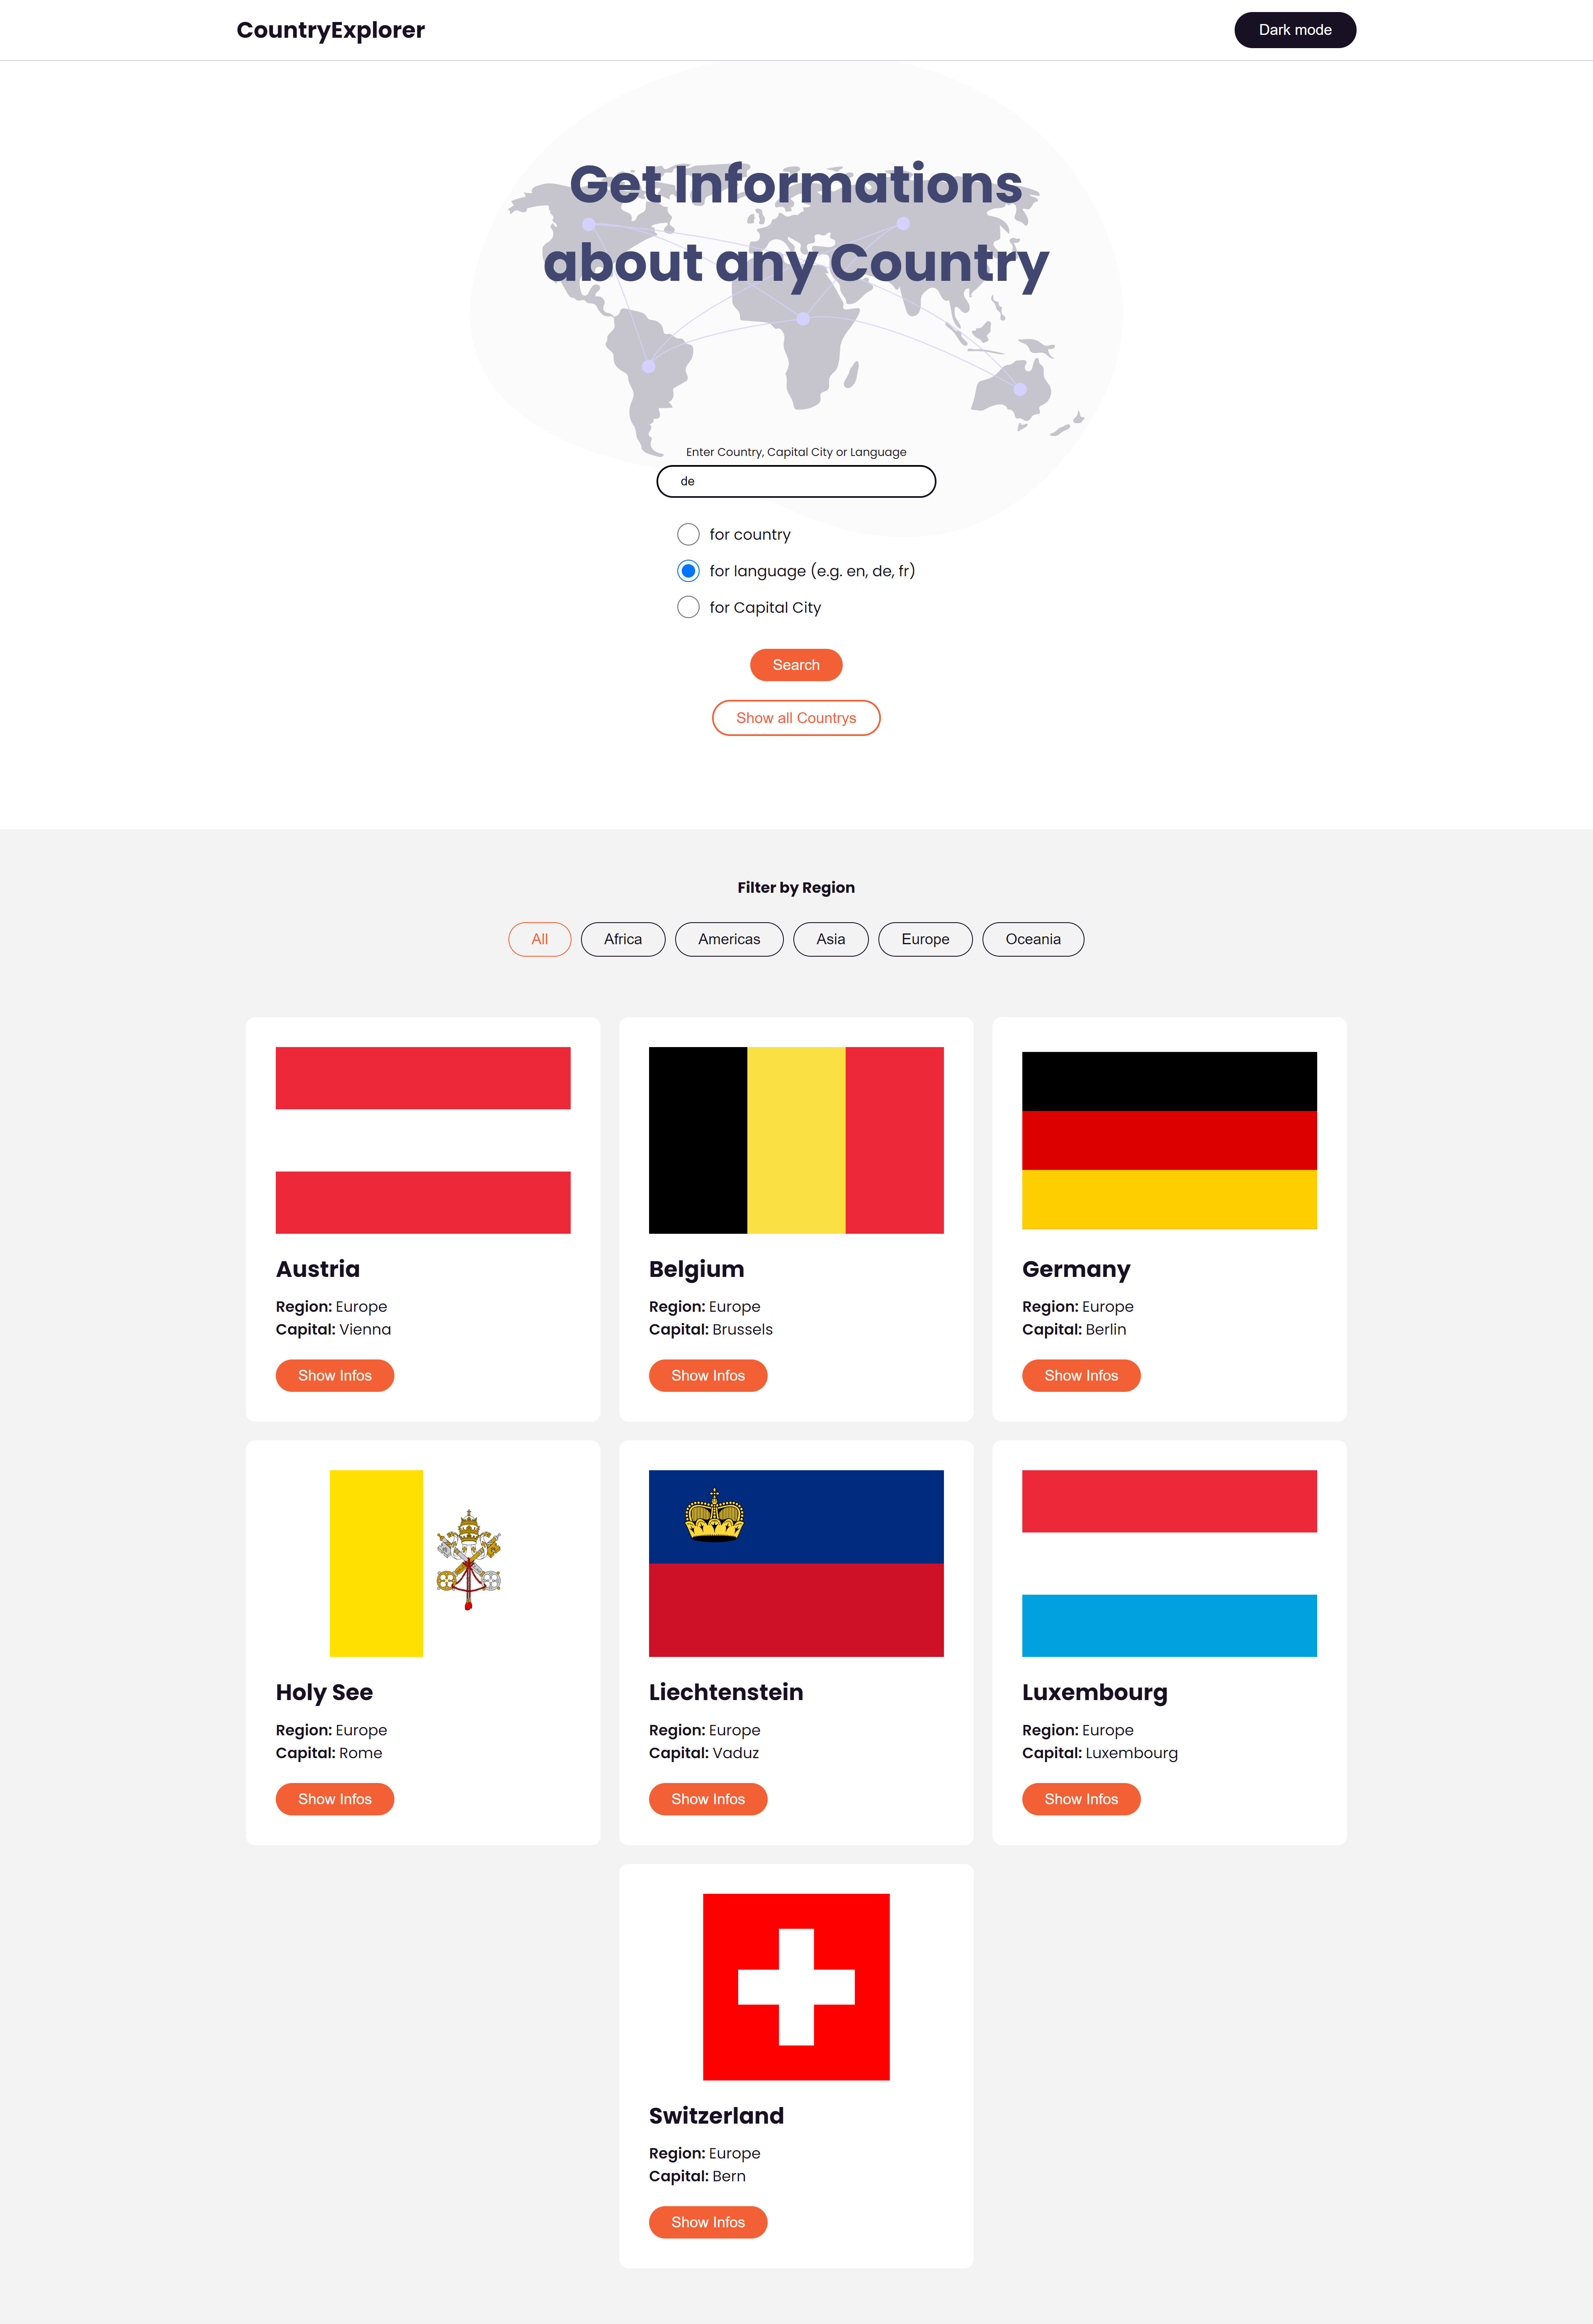 CountryExplorer
Dark mode
Get Informations
about any Country
Enter Country, Capital City or Language
de
for country
for language (e.g. en, de, fr)
for Capital City
Search
Show all Countrys
Filter by Region
All Africa Americas Asia Europe Oceania
Austria
Region: Europe
Capital: Vienna
Show Infos
Belgium
Region: Europe
Capital: Brussels
Show Infos
Germany
Region: Europe
Capital: Berlin
Show Infos
Holy See
Region: Europe
Capital: Rome
Show Infos
Liechtenstein
Region: Europe
Capital: Vaduz
Show Infos
Luxembourg
Region: Europe
Capital: Luxembourg
Show Infos
Switzerland
Region: Europe
Capital: Bern
Show Infos